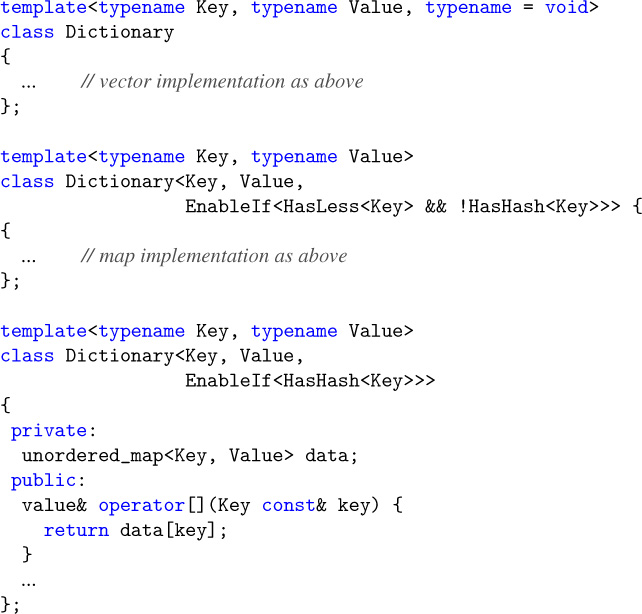 template<typename Key, typename Value, typename = void>
class Dictionary
{
  ...    // vector implementation as above
};

template<typename Key, typename Value>
class Dictionary<Key, Value,
                 EnableIf<HasLess<Key> && !HasHash<Key>>> {
{
  ...    // map implementation as above
};

template<typename Key, typename Value>
class Dictionary<Key, Value,
                 EnableIf<HasHash<Key>>>
{
 private:
  unordered_map<Key, Value> data;
 public:
  value& operator[](Key const& key) {
    return data[key];
  }
  ...
};